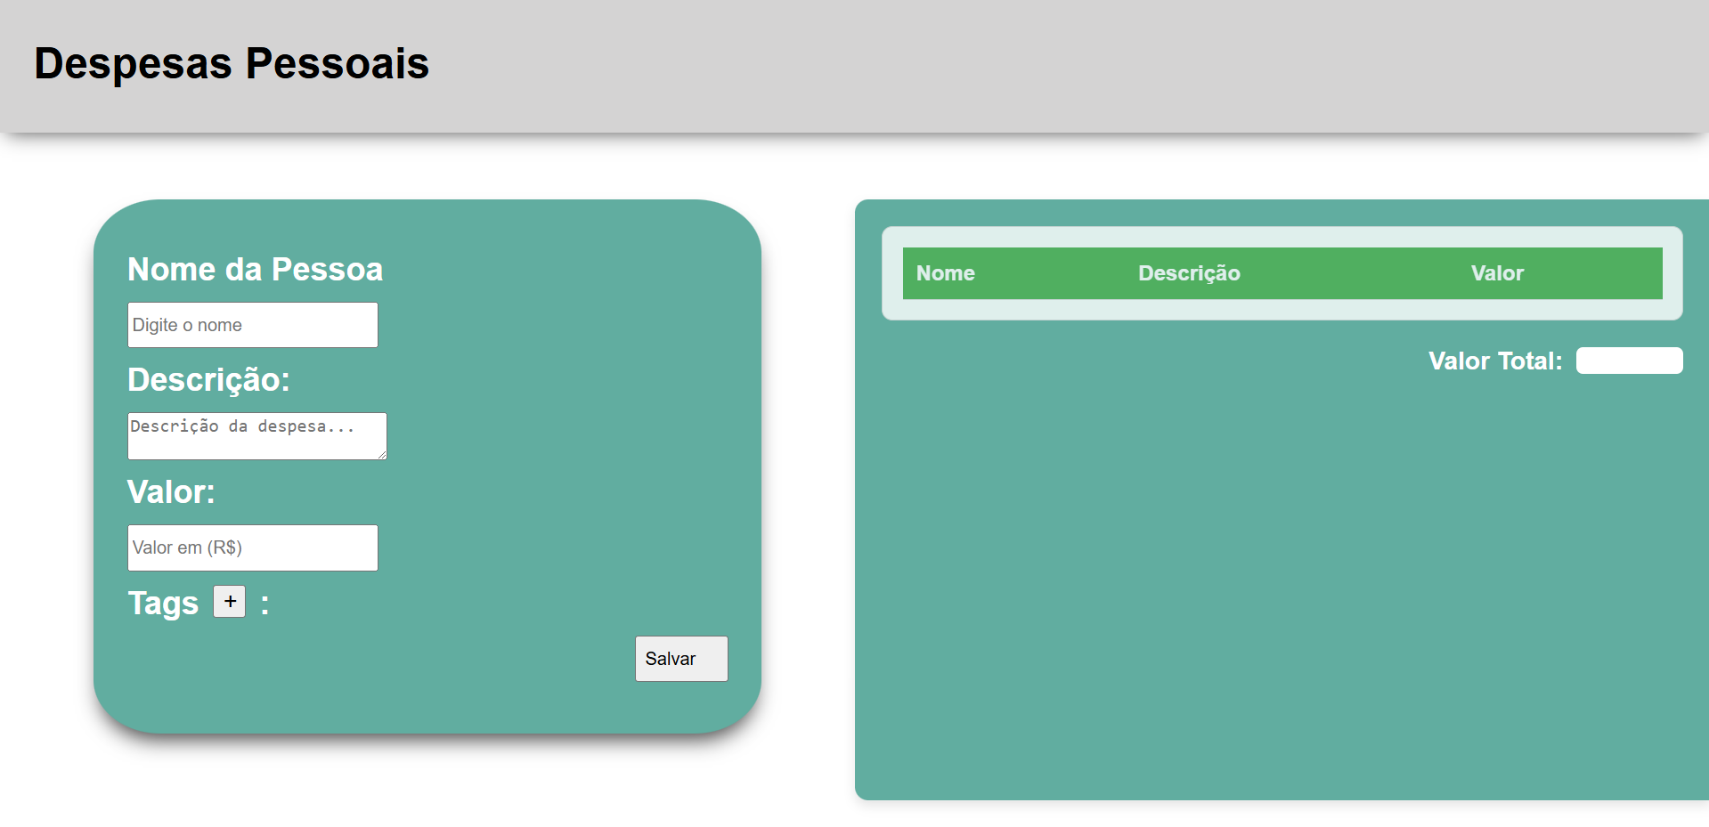 Despesas Pessoais
Nome da Pessoa
Digite o nome
Descrição:
Descrição da despesa...
Valor:
Valor em (R$)
Tags + :
Salvar
Nome Descrição Valor
Valor Total: